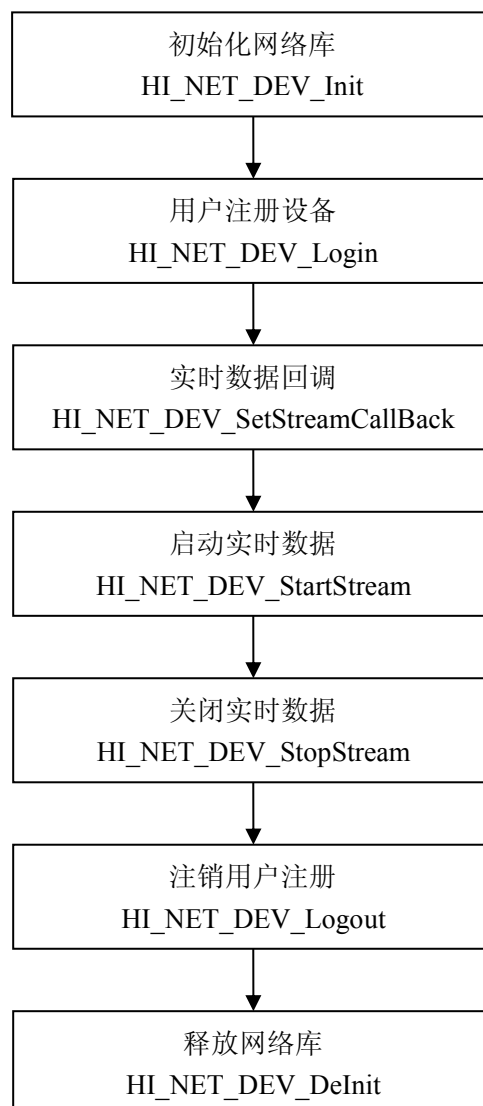 初始化网络库
HI_NET_DEV_Init
用户注册设备
HI_NET_DEV_Login
实时数据回调
HI_NET_DEV_SetStreamCallBack
启动实时数据
HI_NET_DEV_StartStream
关闭实时数据
HI_NET_DEV_StopStream
注销用户注册
HI_NET_DEV_Logout
释放网络库
HI_NET_DEV_DeInit